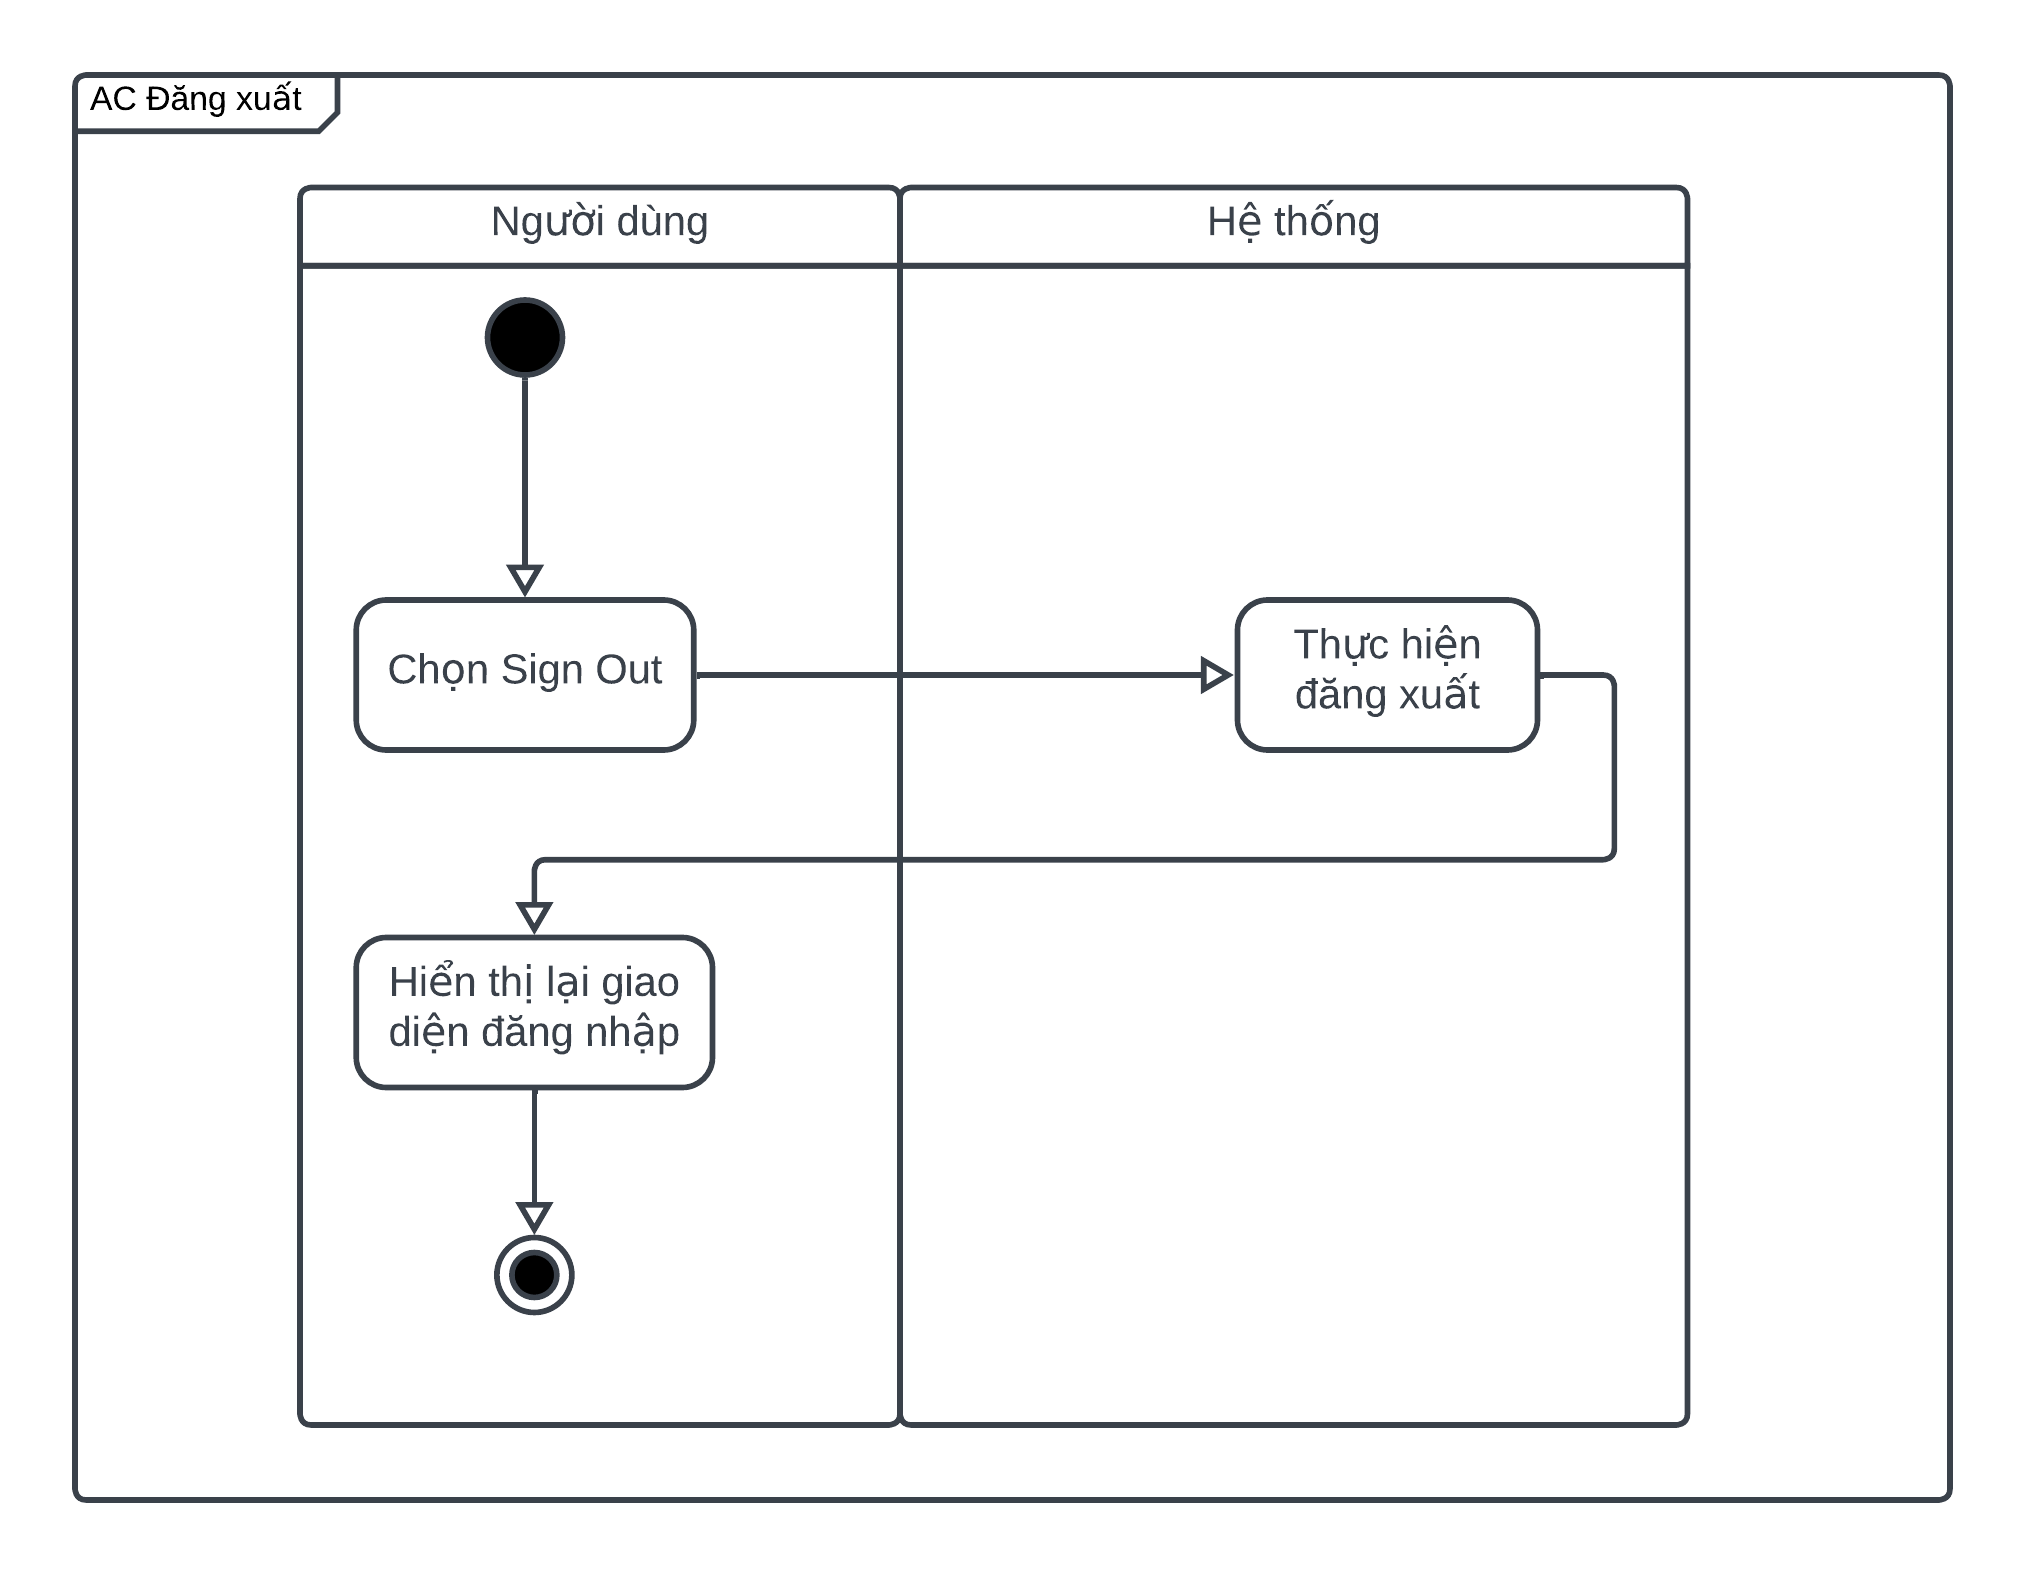 AC Đăng xuất
Người dùng
Hệ thống
Chọn Sign Out
Thực hiện
đăng xuất
Hiển thị lại giao
diện đăng nhập